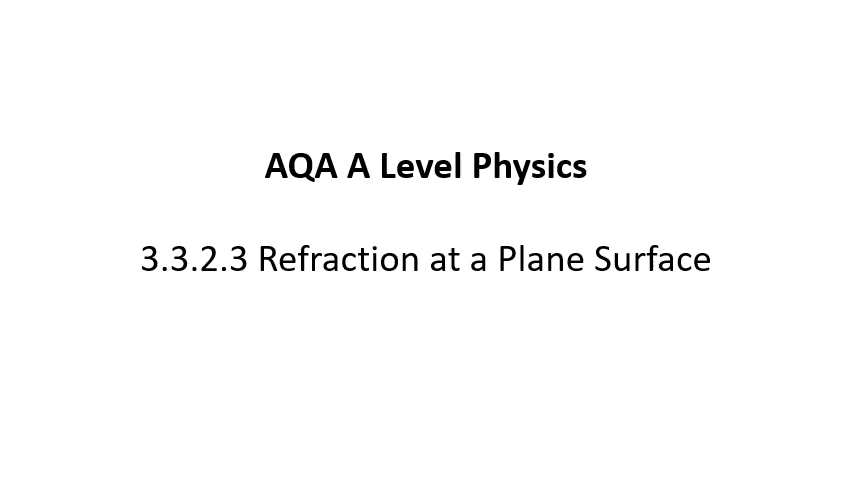 AQA A Level Physics
3.3.2.3 Refraction at a Plane Surface